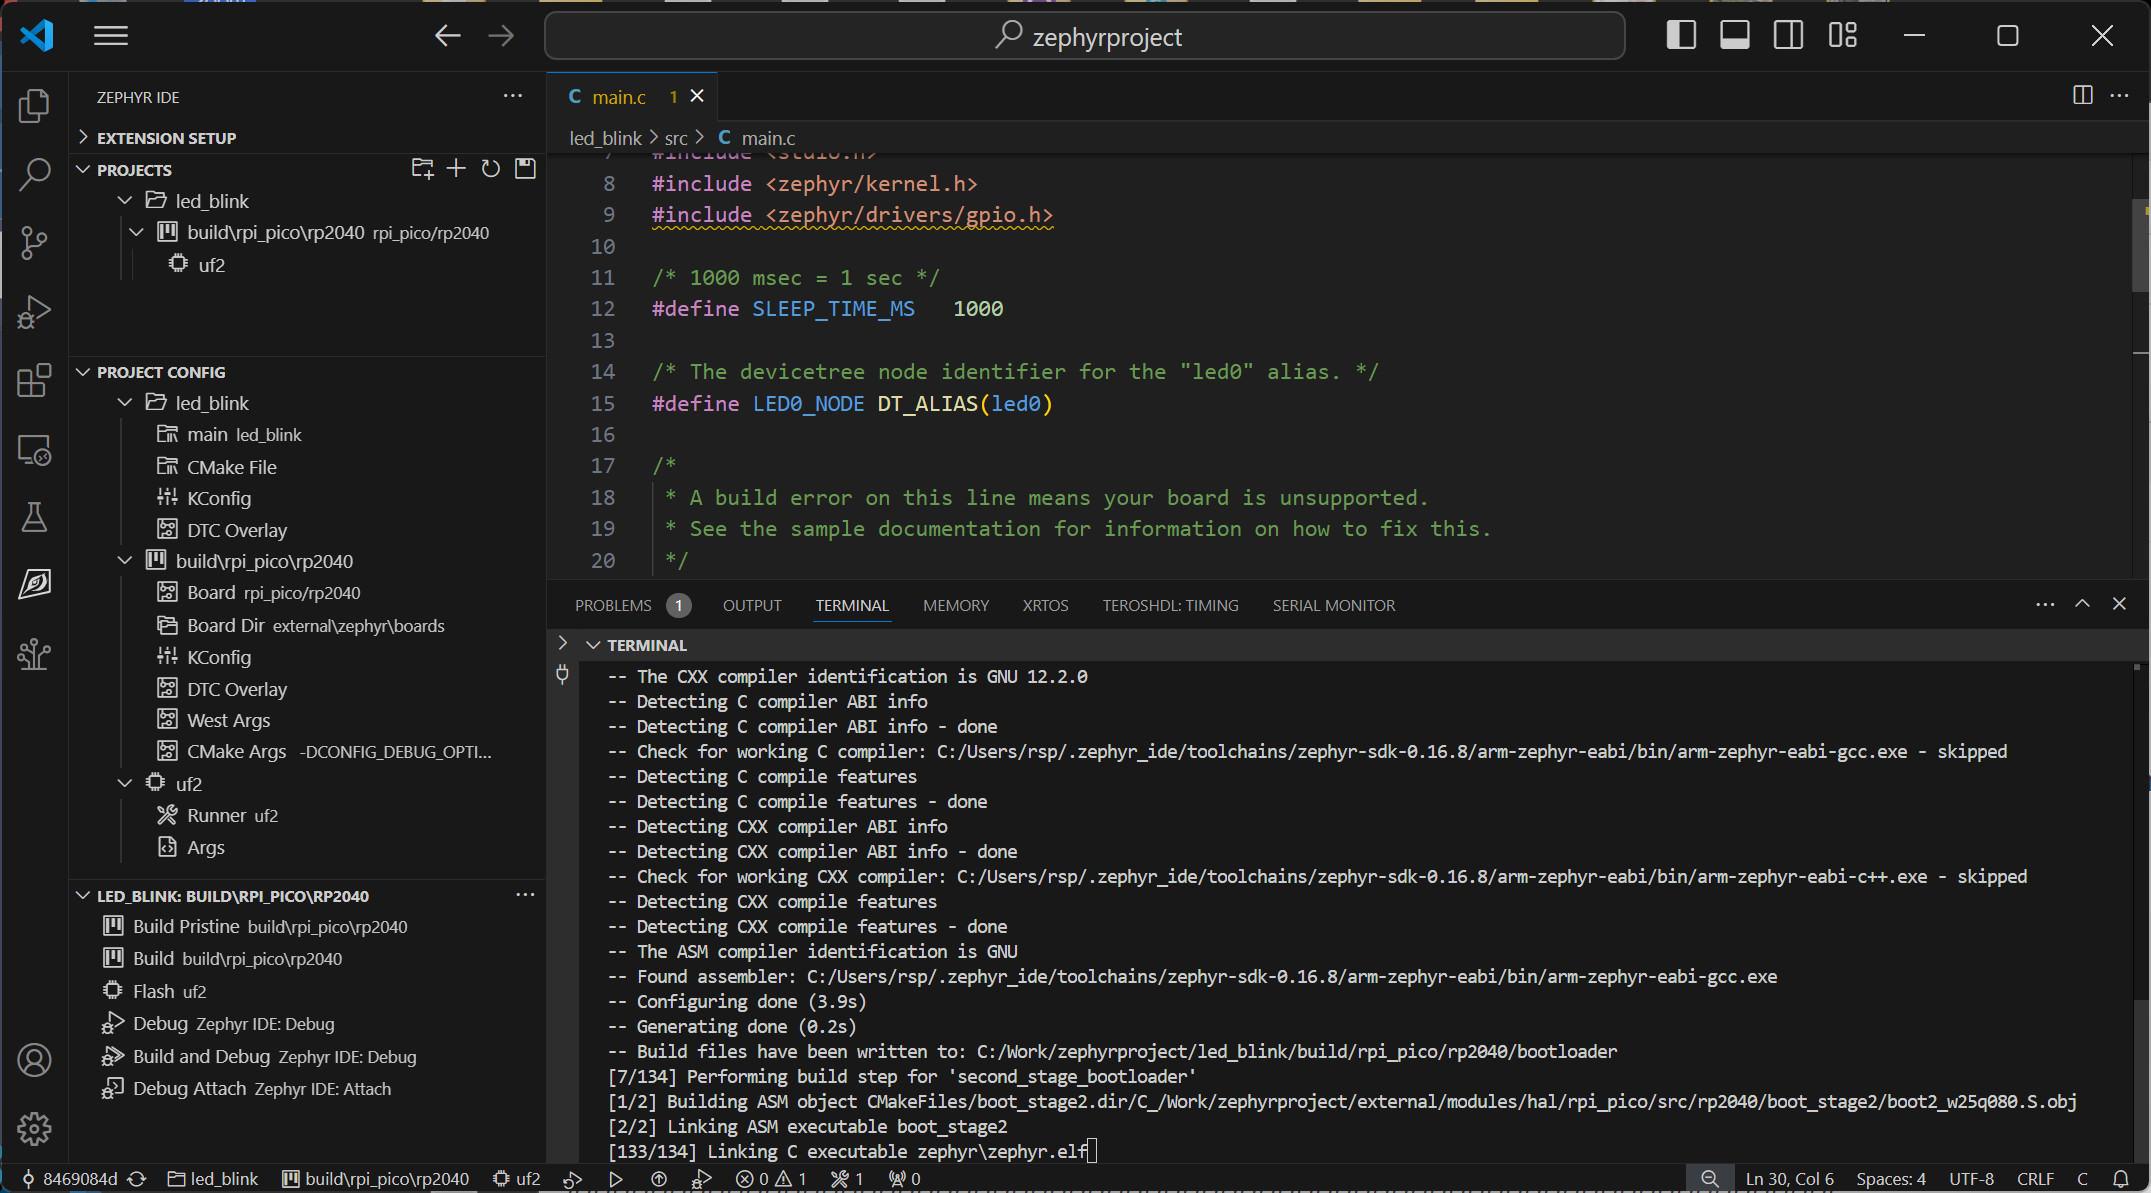 zephyrproject
ZEPHYR IDE
EXTENSION SETUP
PROJECTS
led_blink
build\rpi_pico\rp2040 rpi_pico/rp2040
uf2
PROJECT CONFIG
led_blink
main led_blink
CMake File
KConfig
DTC Overlay
build\rpi_pico\rp2040
Board rpi_pico/rp2040
Board Dir external\zephyr\boards
KConfig
DTC Overlay
West Args
CMake Args -DCONFIG_DEBUG_OPTI...
uf2
Runner uf2
Args
LED_BLINK: BUILD\RPI_PICO\RP2040
Build Pristine build\rpi_pico\rp2040
Build build\rpi_pico\rp2040
Flash uf2
Debug Zephyr IDE: Debug
Build and Debug Zephyr IDE: Debug
Debug Attach Zephyr IDE: Attach
C main.c 1
led_blink > src > C main.c
7 #include <stdio.h>
8 #include <zephyr/kernel.h>
9 #include <zephyr/drivers/gpio.h>
10
11 /* 1000 msec = 1 sec */
12 #define SLEEP_TIME_MS 1000
13
14 /* The devicetree node identifier for the "led0" alias. */
15 #define LED0_NODE DT_ALIAS(led0)
16
17 /*
18 * A build error on this line means your board is unsupported.
19 * See the sample documentation for information on how to fix this.
20 */
PROBLEMS 1 OUTPUT TERMINAL MEMORY XRTOS TEROSHDL: TIMING SERIAL MONITOR
TERMINAL
-- The CXX compiler identification is GNU 12.2.0
-- Detecting C compiler ABI info
-- Detecting C compiler ABI info - done
-- Check for working C compiler: C:/Users/rsp/.zephyr_ide/toolchains/zephyr-sdk-0.16.8/arm-zephyr-eabi/bin/arm-zephyr-eabi-gcc.exe - skipped
-- Detecting C compile features
-- Detecting C compile features - done
-- Detecting CXX compiler ABI info
-- Detecting CXX compiler ABI info - done
-- Check for working CXX compiler: C:/Users/rsp/.zephyr_ide/toolchains/zephyr-sdk-0.16.8/arm-zephyr-eabi/bin/arm-zephyr-eabi-c++.exe - skipped
-- Detecting CXX compile features
-- Detecting CXX compile features - done
-- The ASM compiler identification is GNU
-- Found assembler: C:/Users/rsp/.zephyr_ide/toolchains/zephyr-sdk-0.16.8/arm-zephyr-eabi/bin/arm-zephyr-eabi-gcc.exe
-- Configuring done (3.9s)
-- Generating done (0.2s)
-- Build files have been written to: C:/Work/zephyrproject/led_blink/build/rpi_pico/rp2040/bootloader
[7/134] Performing build step for 'second_stage_bootloader'
[1/2] Building ASM object CMakeFiles/boot_stage2.dir/C_/Work/zephyrproject/external/modules/hal/rpi_pico/src/rp2040/boot_stage2/boot2_w25q080.S.obj
[2/2] Linking ASM executable boot_stage2
[133/134] Linking C executable zephyr\zephyr.elf
8469084d led_blink build\rpi_pico\rp2040 uf2 0 1 1 0 Ln 30, Col 6 Spaces: 4 UTF-8 CRLF C